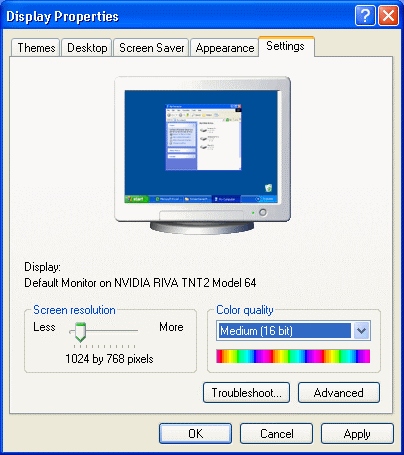 Display Properties
Themes Desktop Screen Saver Appearance Settings
start
Display:
Default Monitor on NVIDIA RIVA TNT2 Model 64
Screen resolution
Less More
1024 by 768 pixels
Color quality
Medium (16 bit)
Troubleshoot... Advanced
OK Cancel Apply